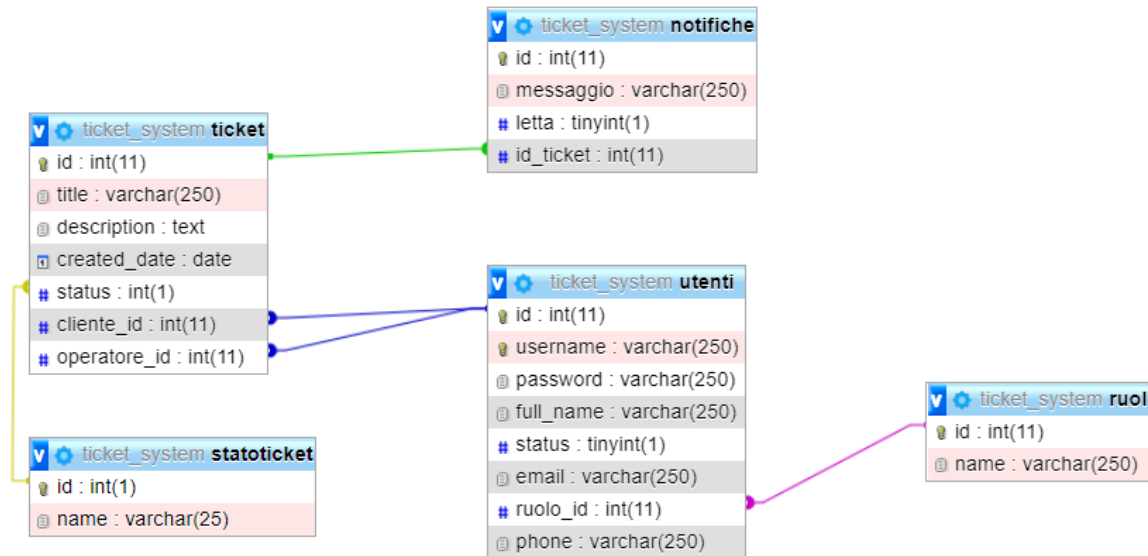 ticket_system notifiche
id : int(11)
messaggio : varchar(250)
letta : tinyint(1)
id_ticket : int(11)
ticket_system ticket
id : int(11)
title : varchar(250)
description : text
created_date : date
status : int(1)
cliente_id : int(11)
operatore_id : int(11)
ticket_system utenti
id : int(11)
username : varchar(250)
password : varchar(250)
full_name : varchar(250)
status : tinyint(1)
email : varchar(250)
ruolo_id : int(11)
phone : varchar(250)
ticket_system ruol
id : int(11)
name : varchar(250)
ticket_system statoticket
id : int(1)
name : varchar(25)